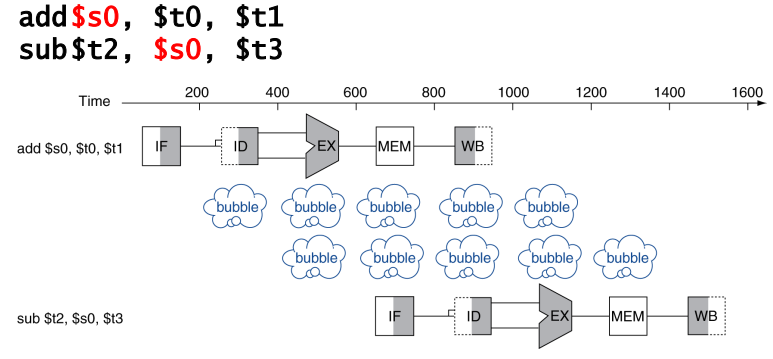 add $s0, $t0, $t1
sub $t2, $s0, $t3
Time 200 400 600 800 1000 1200 1400 1600
add $s0, $t0, $t1 IF ID EX MEM WB
bubble bubble bubble bubble bubble
bubble bubble bubble bubble bubble
sub $t2, $s0, $t3 IF ID EX MEM WB